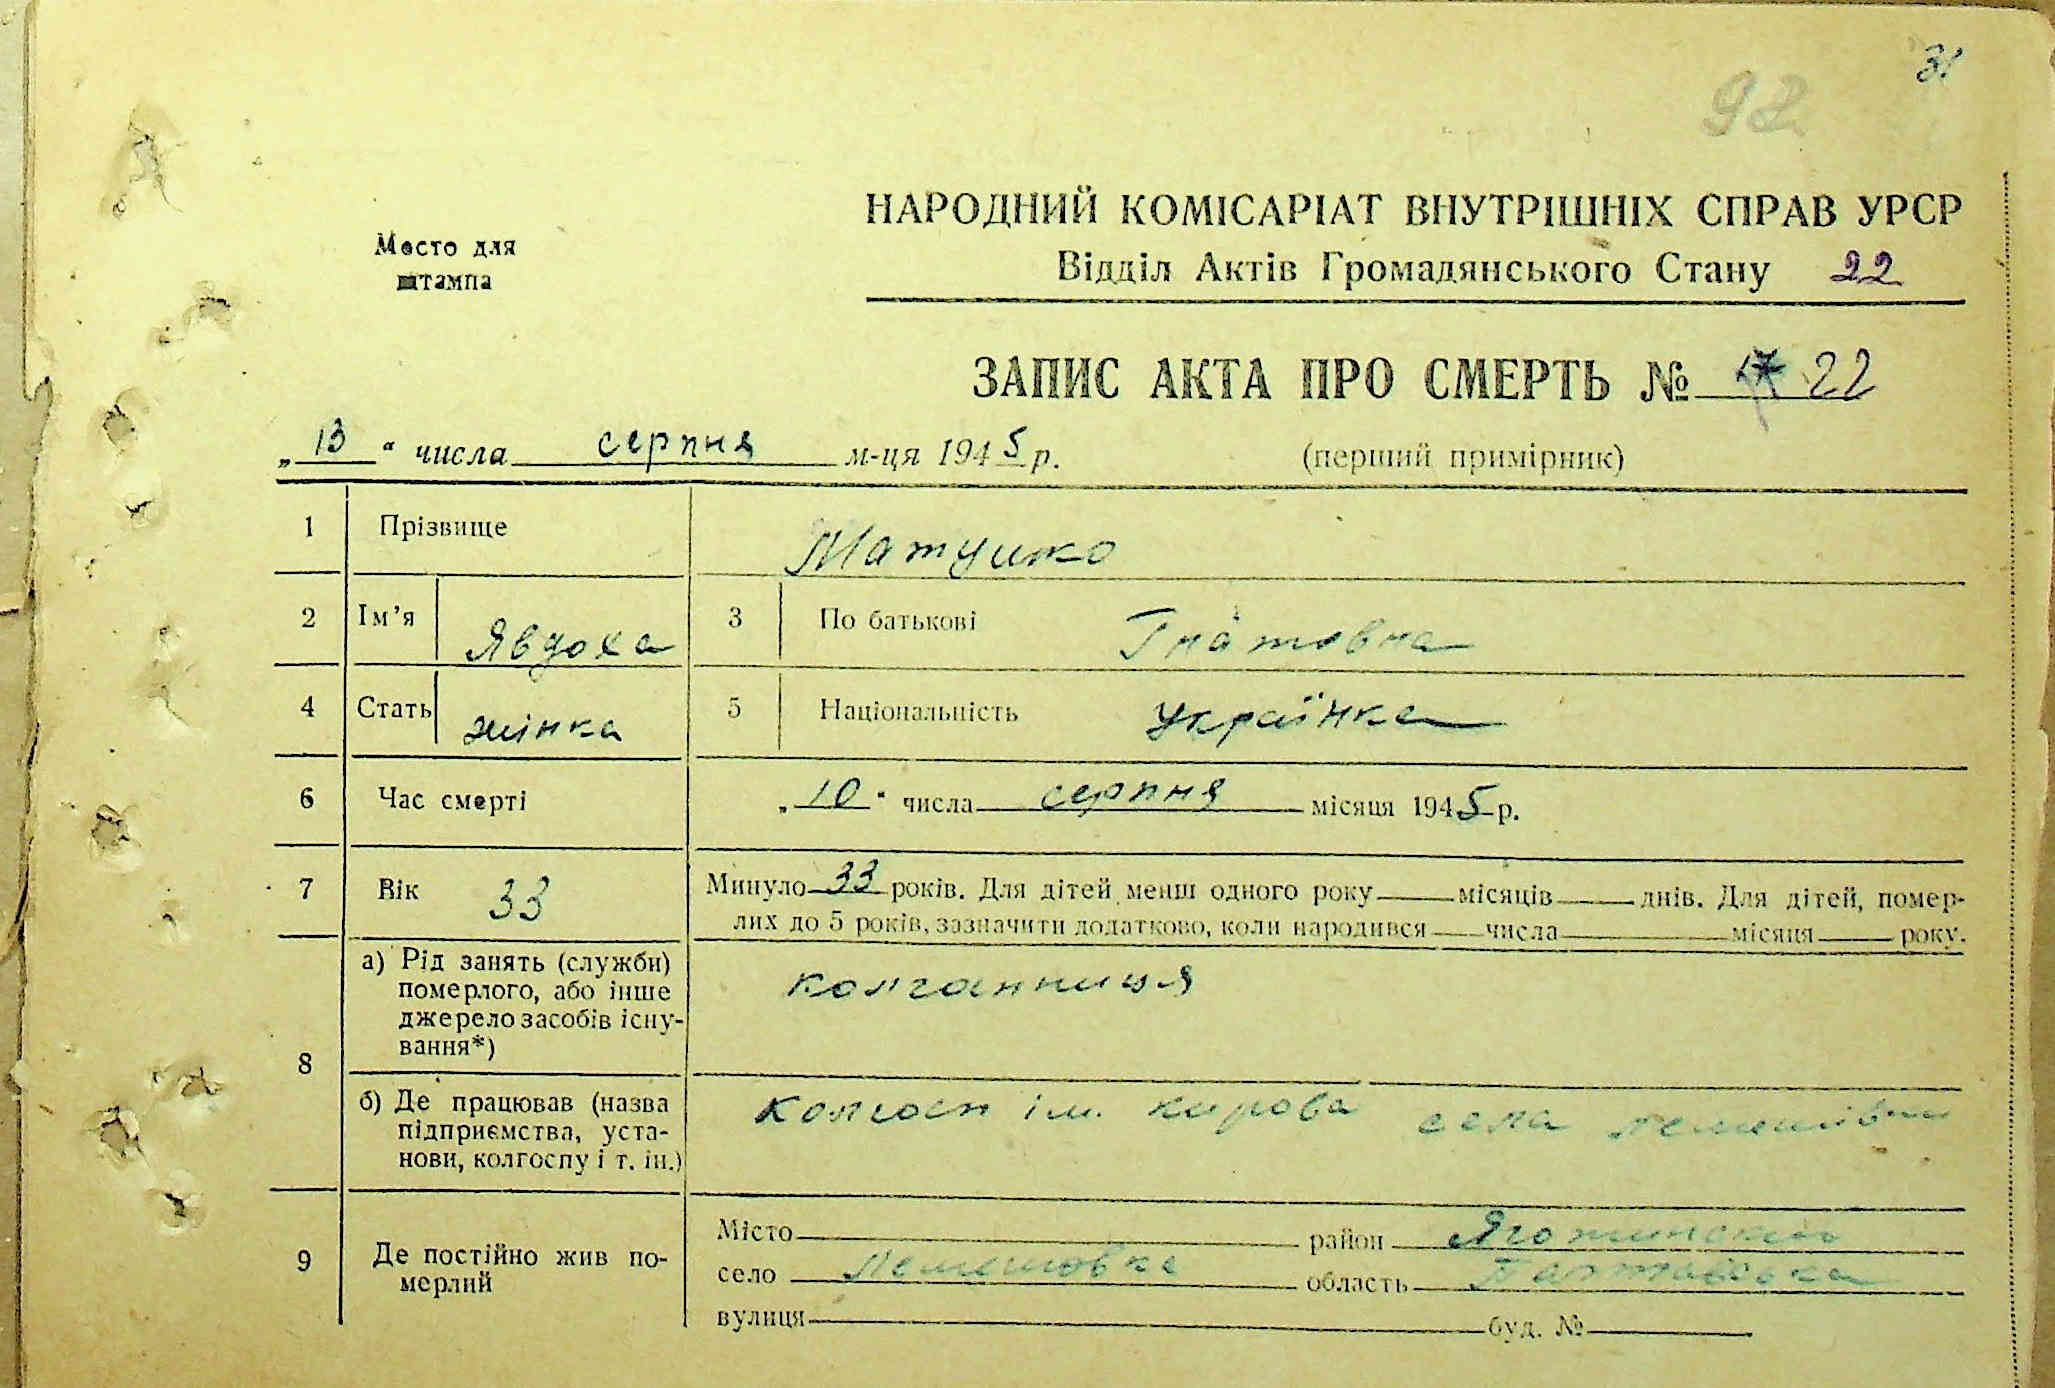 31
92
Место для
штампа
НАРОДНИЙ КОМІСАРІАТ ВНУТРІШНІХ СПРАВ УРСР
Відділ Актів Громадянського Стану 22
ЗАПИС АКТА ПРО СМЕРТЬ № 22
„13“ числа серпня м-ця 1945 р. (перший примірник)
1 Прізвище Матушко
2 Ім’я Явдоха 3 По батькові Гнатовна
4 Стать жінка 5 Національність Українка
6 Час смерті „10“ числа серпня місяця 1945 р.
7 Вік 33 Минуло 33 років. Для дітей менш одного року місяців днів. Для дітей, помер-
лих до 5 років, зазначити додатково, коли народився числа місяця року.
8 а) Рід занять (служби)
померлого, або інше
джерело засобів існу-
вання*)
колгоспниця
б) Де працював (назва
підприємства, уста-
нови, колгоспу і т. ін.)
Колгосп ім. Кирова села Лемешівки
9 Де постійно жив по-
мерлий
Місто район Яготинский
село Лемешовка область Полтавська
вулиця буд. №